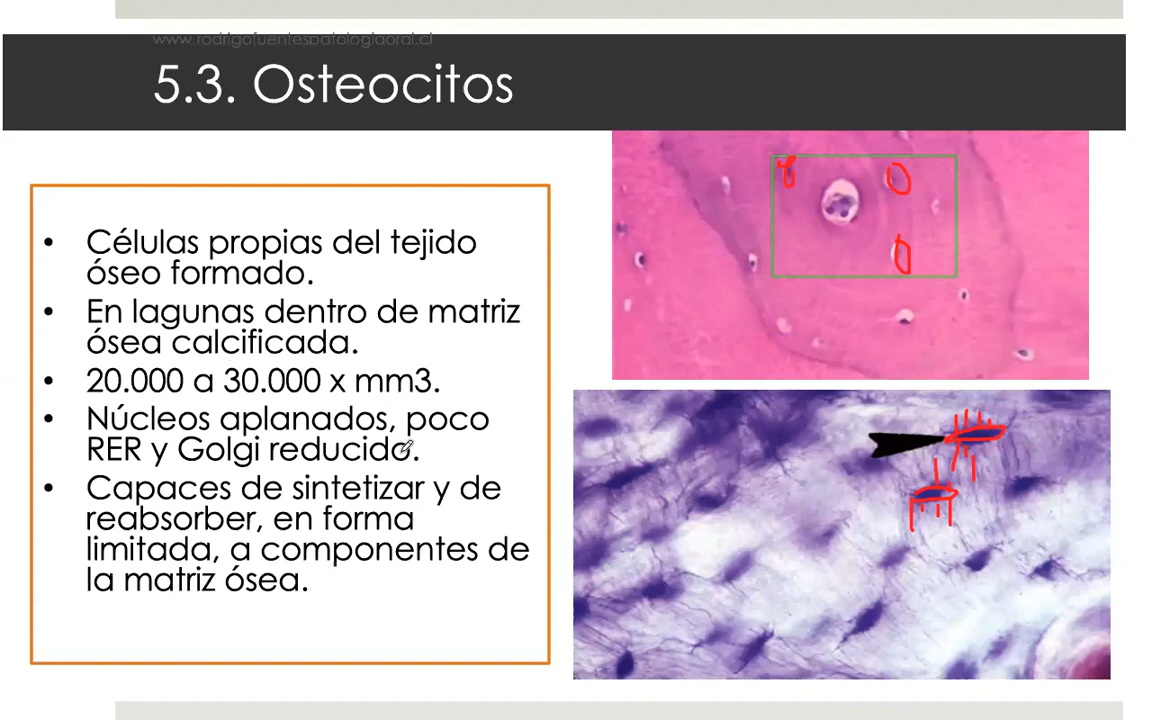 www.rodrigofuentespatologiaoral.cl
5.3. Osteocitos
• Células propias del tejido
óseo formado.
• En lagunas dentro de matriz
ósea calcificada.
• 20.000 a 30.000 x mm3.
• Núcleos aplanados, poco
RER y Golgi reducido.
• Capaces de sintetizar y de
reabsorber, en forma
limitada, a componentes de
la matriz ósea.